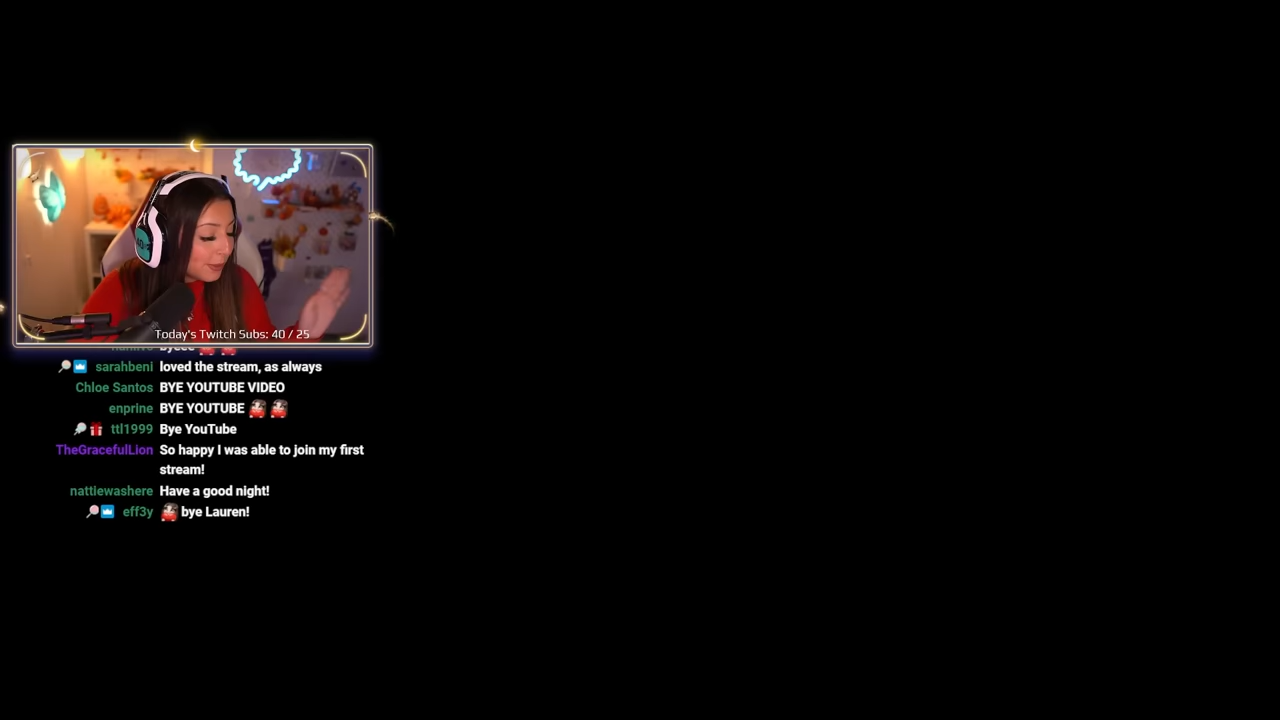 Today's Twitch Subs: 40 / 25
sarahbeni loved the stream, as always
Chloe Santos BYE YOUTUBE VIDEO
enprine BYE YOUTUBE
ttl1999 Bye YouTube
TheGracefulLion So happy I was able to join my first
stream!
nattiewashere Have a good night!
eff3y bye Lauren!